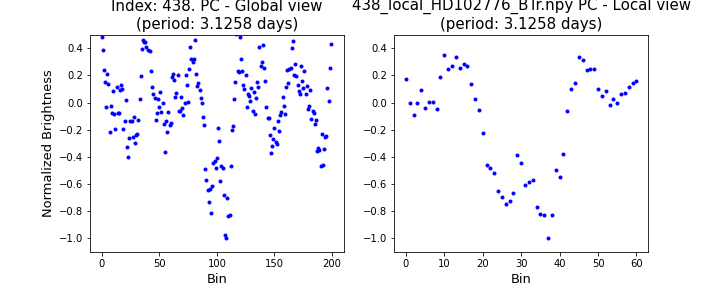 Index: 438. PC - Global view
(period: 3.1258 days)
438_local_HD102776_BTr.npy PC - Local view
(period: 3.1258 days)
Normalized Brightness
0.4
0.2
0.0
−0.2
−0.4
−0.6
−0.8
−1.0
0 50 100 150 200
Bin
0.4
0.2
0.0
−0.2
−0.4
−0.6
−0.8
−1.0
0 10 20 30 40 50 60
Bin